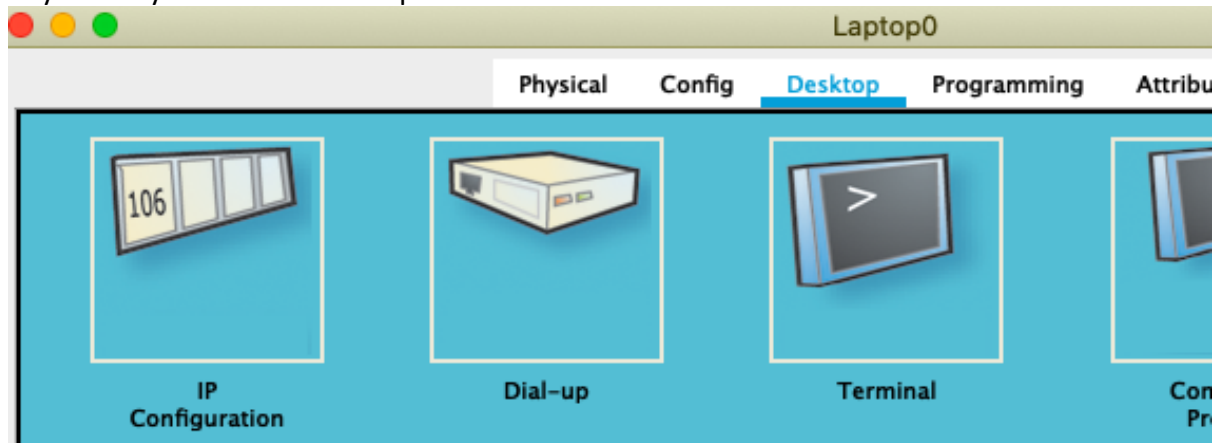 Laptop0
Physical Config Desktop Programming
106
>
IP
Configuration
Dial-up
Terminal